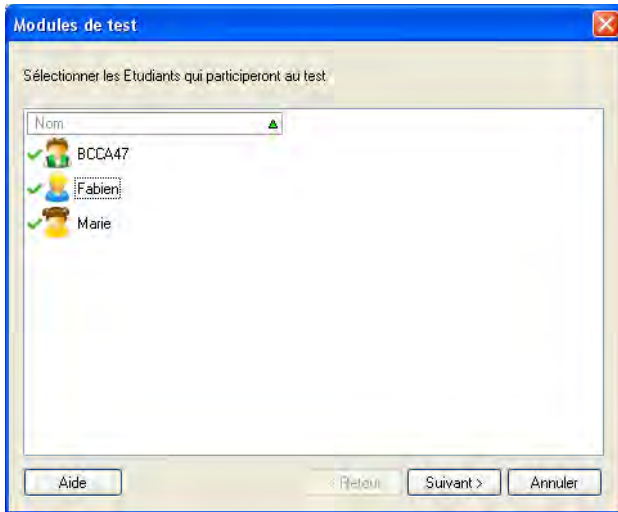 Modules de test
Sélectionner les Etudiants qui participeront au test
Nom
BCCA47
Fabien
Marie
Aide
< Retour
Suivant >
Annuler